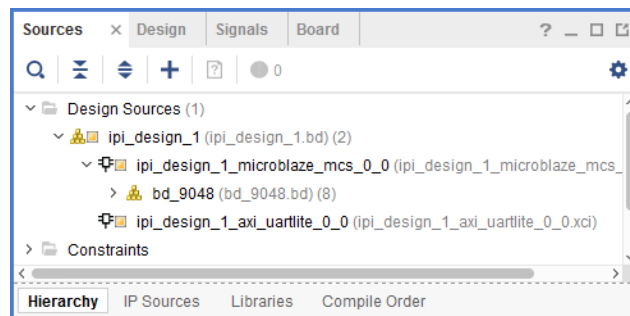 Sources × Design Signals Board ? _
0
Design Sources (1)
ipi_design_1 (ipi_design_1.bd) (2)
ipi_design_1_microblaze_mcs_0_0 (ipi_design_1_microblaze_mcs_
bd_9048 (bd_9048.bd) (8)
ipi_design_1_axi_uartlite_0_0 (ipi_design_1_axi_uartlite_0_0.xci)
Constraints
Hierarchy IP Sources Libraries Compile Order